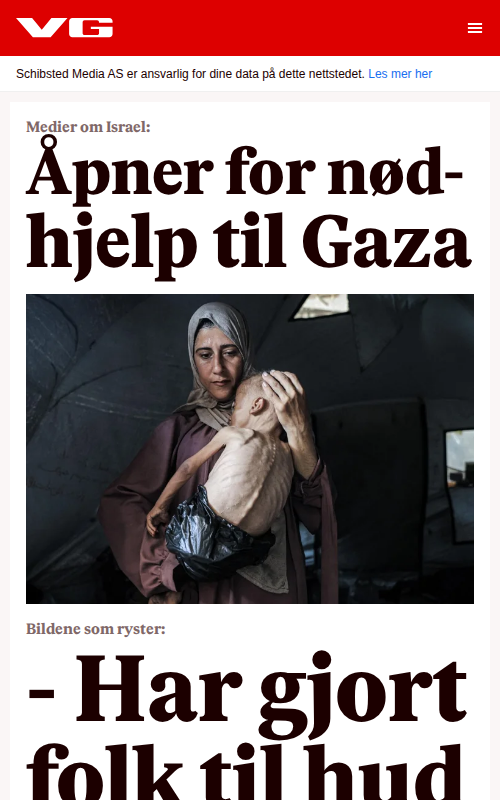 VG
Schibsted Media AS er ansvarlig for dine data på dette nettstedet. Les mer her
Medier om Israel:
Åpner for nød-
hjelp til Gaza
Bildene som ryster:
- Har gjort
folk til hud